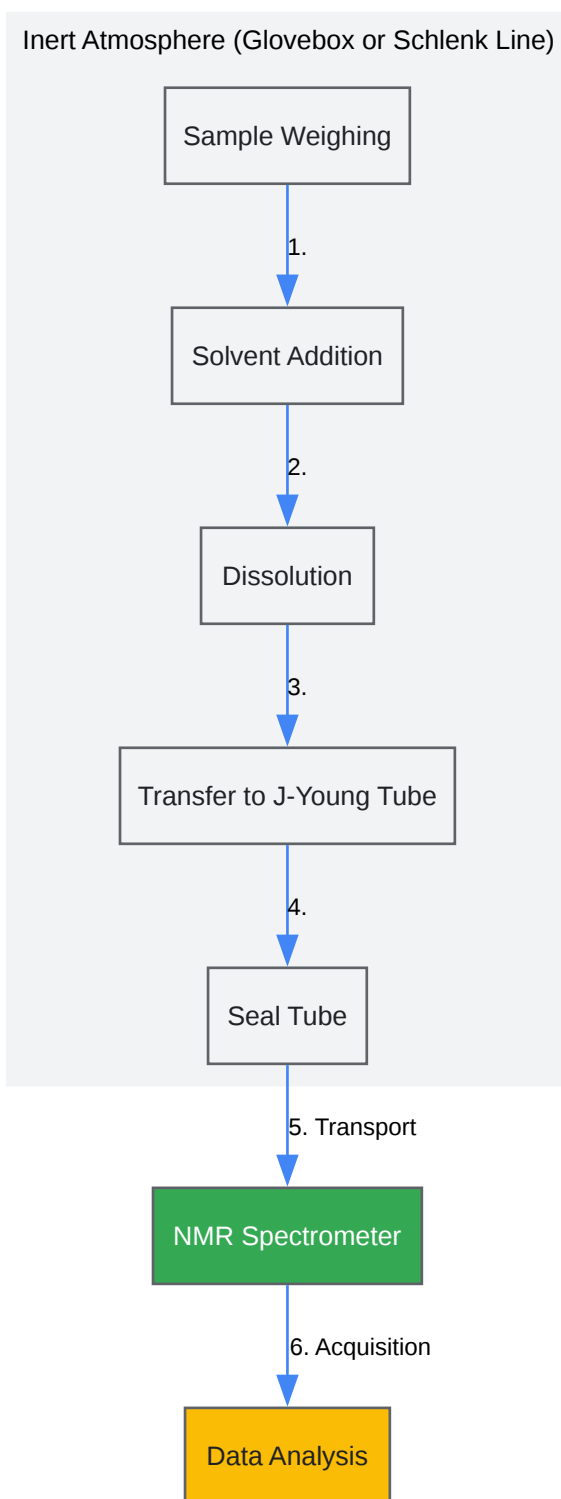 Inert Atmosphere (Glovebox or Schlenk Line)
Sample Weighing
1.
Solvent Addition
2.
Dissolution
3.
Transfer to J-Young Tube
4.
Seal Tube
5. Transport
NMR Spectrometer
6. Acquisition
Data Analysis